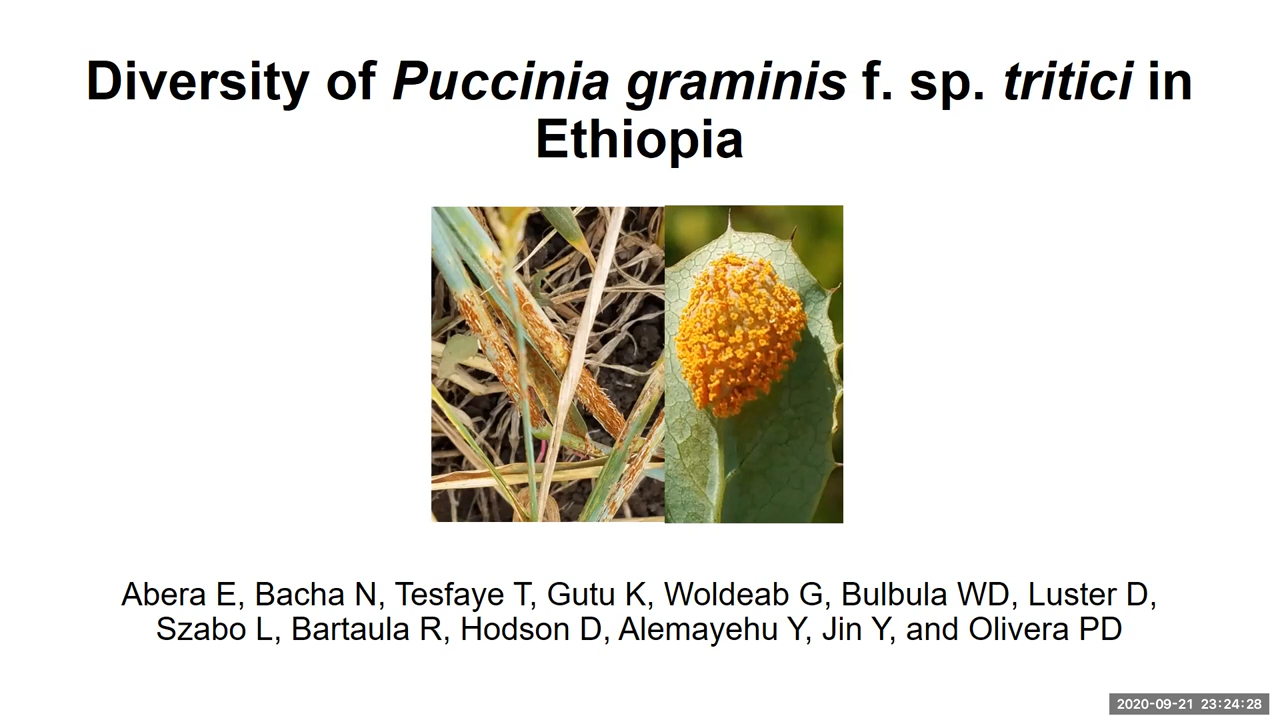 Diversity of Puccinia graminis f. sp. tritici in
Ethiopia
Abera E, Bacha N, Tesfaye T, Gutu K, Woldeab G, Bulbula WD, Luster D,
Szabo L, Bartaula R, Hodson D, Alemayehu Y, Jin Y, and Olivera PD
2020-09-21 23:24:28